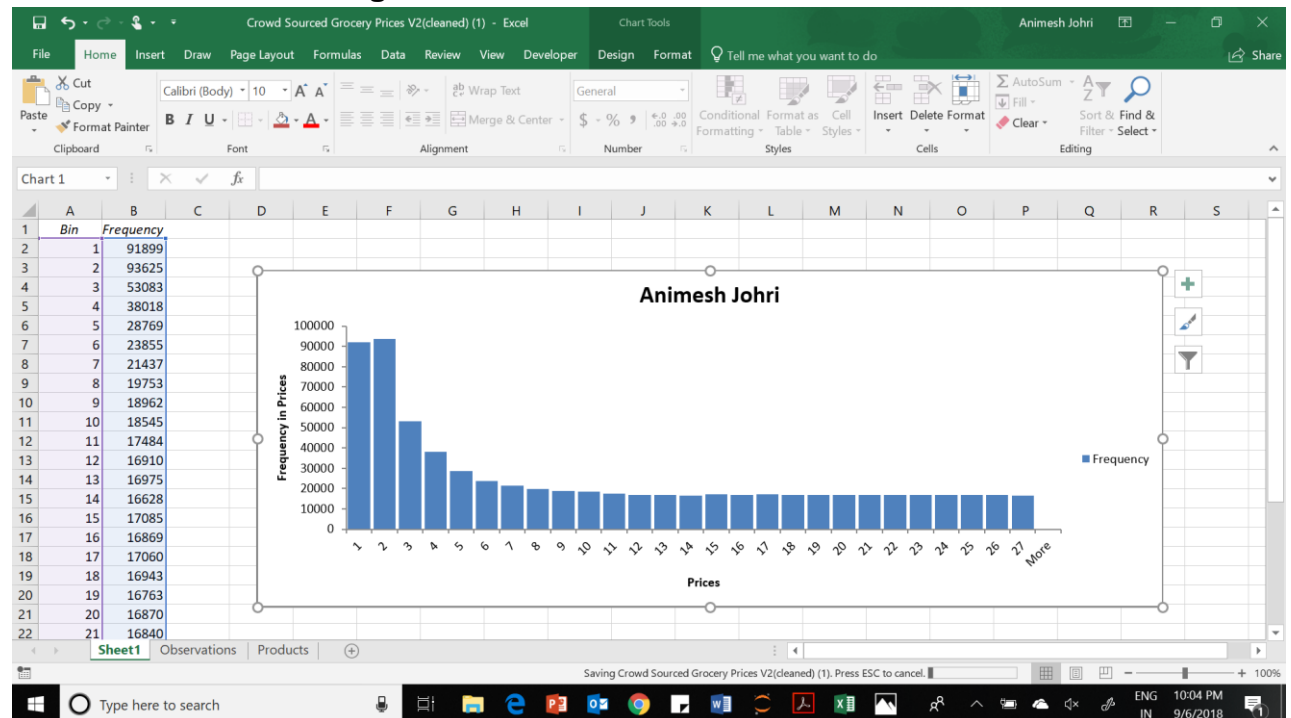 Crowd Sourced Grocery Prices V2(cleaned) (1) - Excel
Chart Tools
Animesh Johri
File Home Insert Draw Page Layout Formulas Data Review View Developer Design Format Tell me what you want to do Share
Cut
Copy
Paste
Format Painter
Calibri (Body) 10 A A
B I U
Wrap Text
Merge & Center
General
$ % , .0 .00 .00 .0
Conditional Formatting
Format as Table
Cell Styles
Insert Delete Format
AutoSum
Fill
Clear
Sort & Filter
Find & Select
Clipboard Font Alignment Number Styles Cells Editing
Chart 1 fx
A B C D E F G H I J K L M N O P Q R S
1 Bin Frequency
2 1 91899
3 2 93625
4 3 53083
5 4 38018
6 5 28769
7 6 23855
8 7 21437
9 8 19753
10 9 18962
11 10 18545
12 11 17484
13 12 16910
14 13 16975
15 14 16628
16 15 17085
17 16 16869
18 17 17060
19 18 16943
20 19 16763
21 20 16870
22 21 16840
Animesh Johri
Frequency in Prices
100000
90000
80000
70000
60000
50000
40000
30000
20000
10000
0
1 2 3 4 5 6 7 8 9 10 11 12 13 14 15 16 17 18 19 20 21 22 23 24 25 26 27 More
Prices
Frequency
Sheet1 Observations Products
Saving Crowd Sourced Grocery Prices V2(cleaned) (1). Press ESC to cancel.
100%
Type here to search
ENG
IN
10:04 PM
9/6/2018